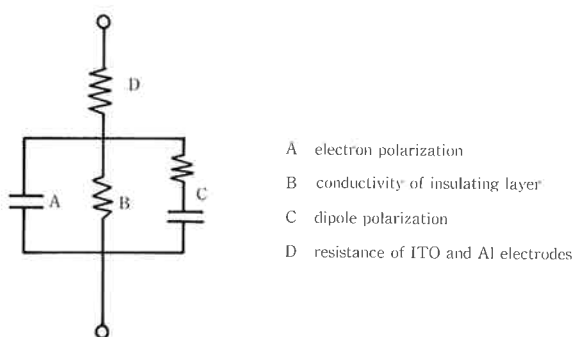 D
A
B
C
A electron polarization
B conductivity of insulating layer
C dipole polarization
D resistance of ITO and Al electrodes